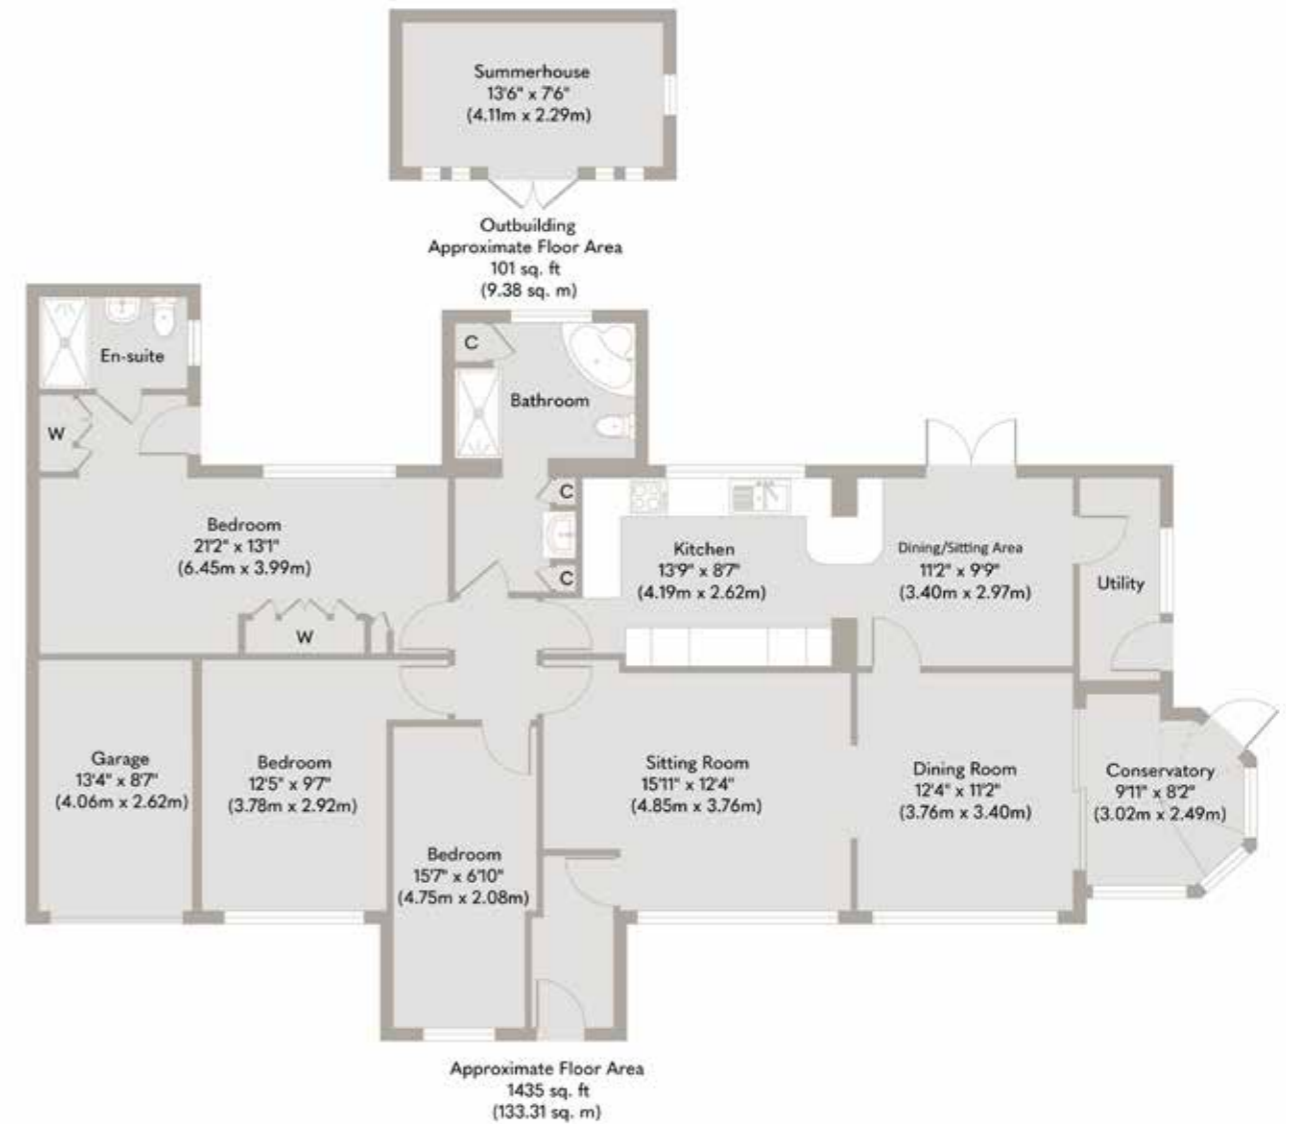 Summerhouse
13'6" x 7'6"
(4.11m x 2.29m)
Outbuilding
Approximate Floor Area
101 sq. ft
(9.38 sq. m)
En-suite
W
C
Bathroom
C
C
Bedroom
21'2" x 13'1"
(6.45m x 3.99m)
W
Kitchen
13'9" x 8'7"
(4.19m x 2.62m)
Dining/Sitting Area
11'2" x 9'9"
(3.40m x 2.97m)
Utility
Garage
13'4" x 8'7"
(4.06m x 2.62m)
Bedroom
12'5" x 9'7"
(3.78m x 2.92m)
Bedroom
15'7" x 6'10"
(4.75m x 2.08m)
Sitting Room
15'11" x 12'4"
(4.85m x 3.76m)
Dining Room
12'4" x 11'2"
(3.76m x 3.40m)
Conservatory
9'11" x 8'2"
(3.02m x 2.49m)
Approximate Floor Area
1435 sq. ft
(133.31 sq. m)